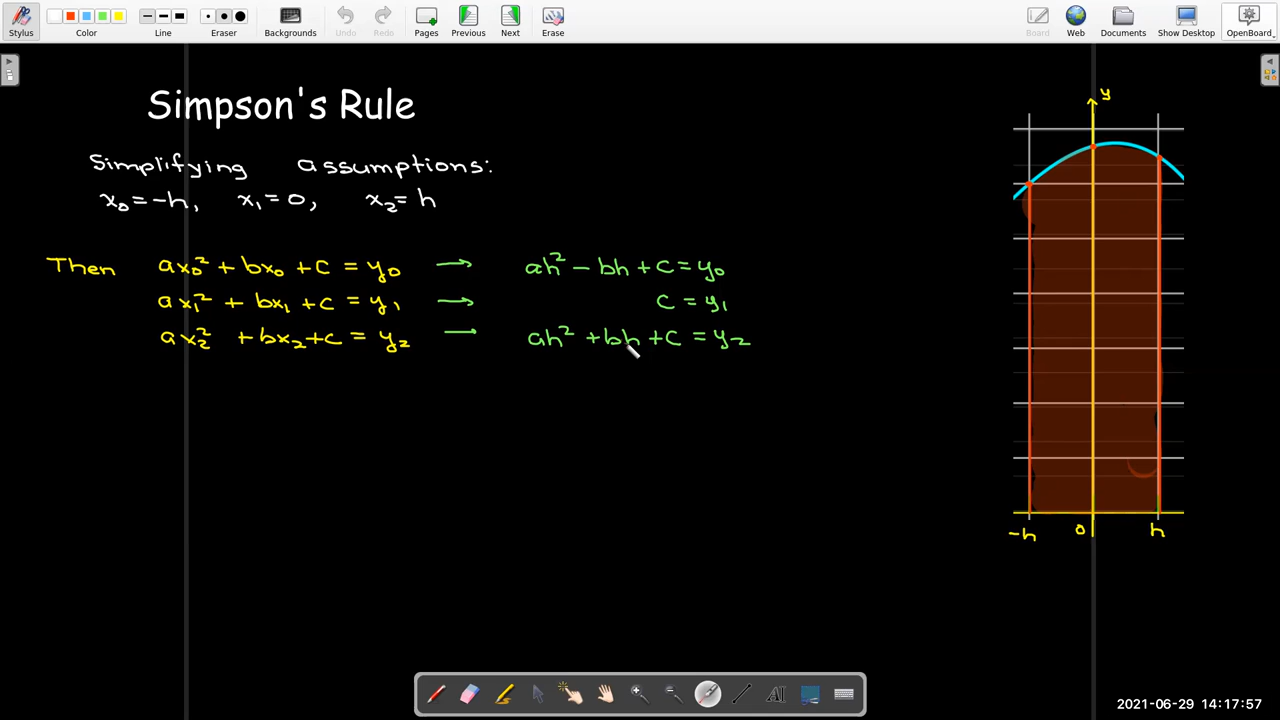 Stylus Color Line Eraser Backgrounds Undo Redo Pages Previous Next Erase Board Web Documents Show Desktop OpenBoard
Simpson's Rule
Simplifying assumptions:
x₀ = -h, x₁ = 0, x₂ = h
Then ax₀² + bx₀ + c = y₀ → ah² - bh + c = y₀
ax₁² + bx₁ + c = y₁ → c = y₁
ax₂² + bx₂ + c = y₂ → ah² + bh + c = y₂
y
-h 0 h
AI
2021-06-29 14:17:57